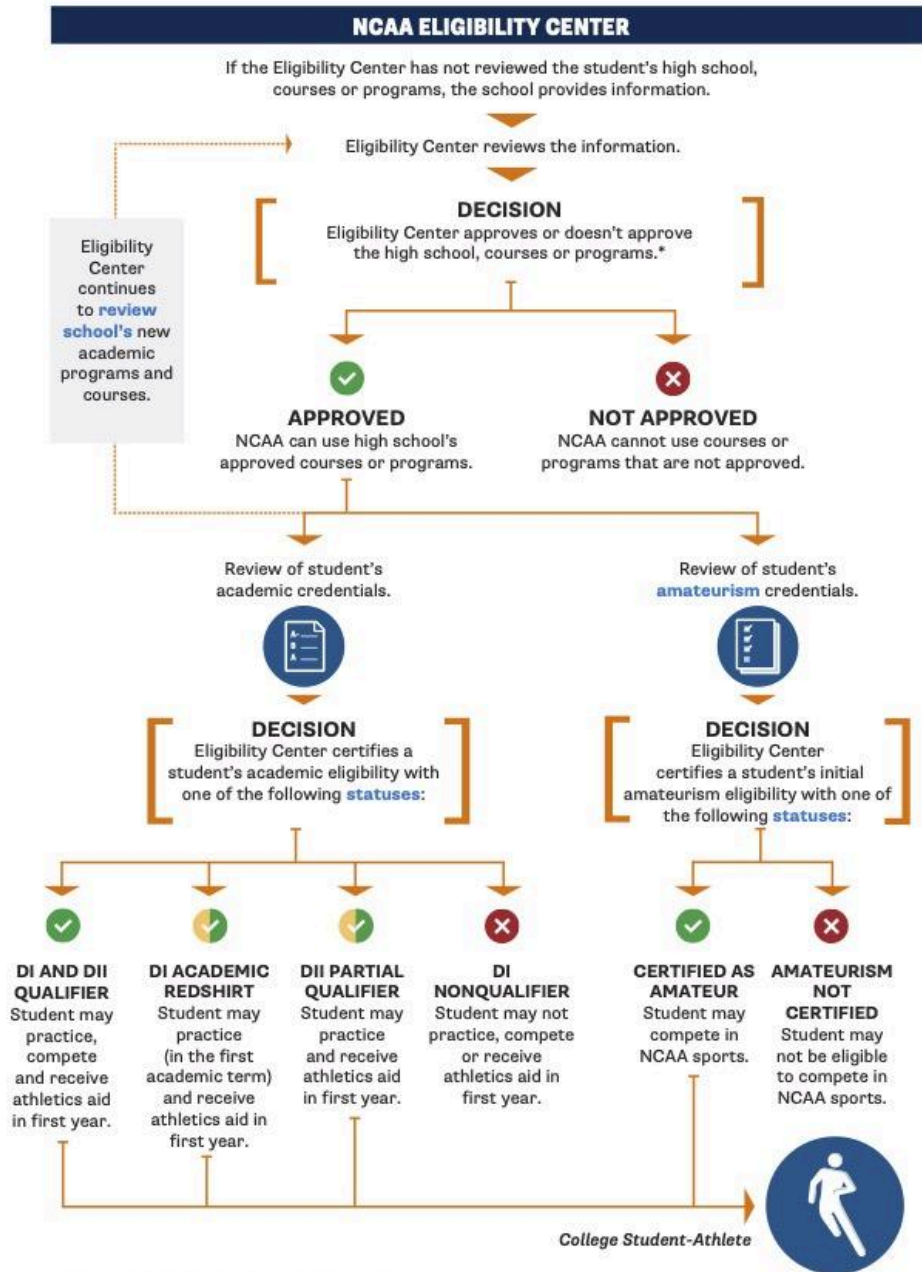 NCAA ELIGIBILITY CENTER
If the Eligibility Center has not reviewed the student's high school,
courses or programs, the school provides information.
Eligibility Center reviews the information.
DECISION
Eligibility Center approves or doesn't approve
the high school, courses or programs.*
Eligibility
Center
continues
to review
school's new
academic
programs and
courses.
APPROVED
NCAA can use high school's
approved courses or programs.
NOT APPROVED
NCAA cannot use courses or
programs that are not approved.
Review of student's
academic credentials.
Review of student's
amateurism credentials.
A-
B
A
DECISION
Eligibility Center certifies a
student's academic eligibility with
one of the following statuses:
DECISION
Eligibility Center
certifies a student's initial
amateurism eligibility with one of
the following statuses:
DI AND DII
QUALIFIER
Student may
practice,
compete
and receive
athletics aid
in first year.
DI ACADEMIC
REDSHIRT
Student may
practice
(in the first
academic term)
and receive
athletics aid in
first year.
DII PARTIAL
QUALIFIER
Student may
practice
and receive
athletics aid
in first year.
DI
NONQUALIFIER
Student may not
practice, compete
or receive
athletics aid in
first year.
CERTIFIED AS
AMATEUR
Student may
compete in
NCAA sports.
AMATEURISM
NOT
CERTIFIED
Student may
not be eligible
to compete in
NCAA sports.
College Student-Athlete